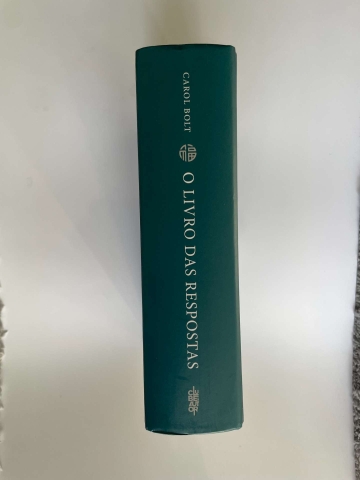 CAROL BOLT
O LIVRO DAS RESPOSTAS